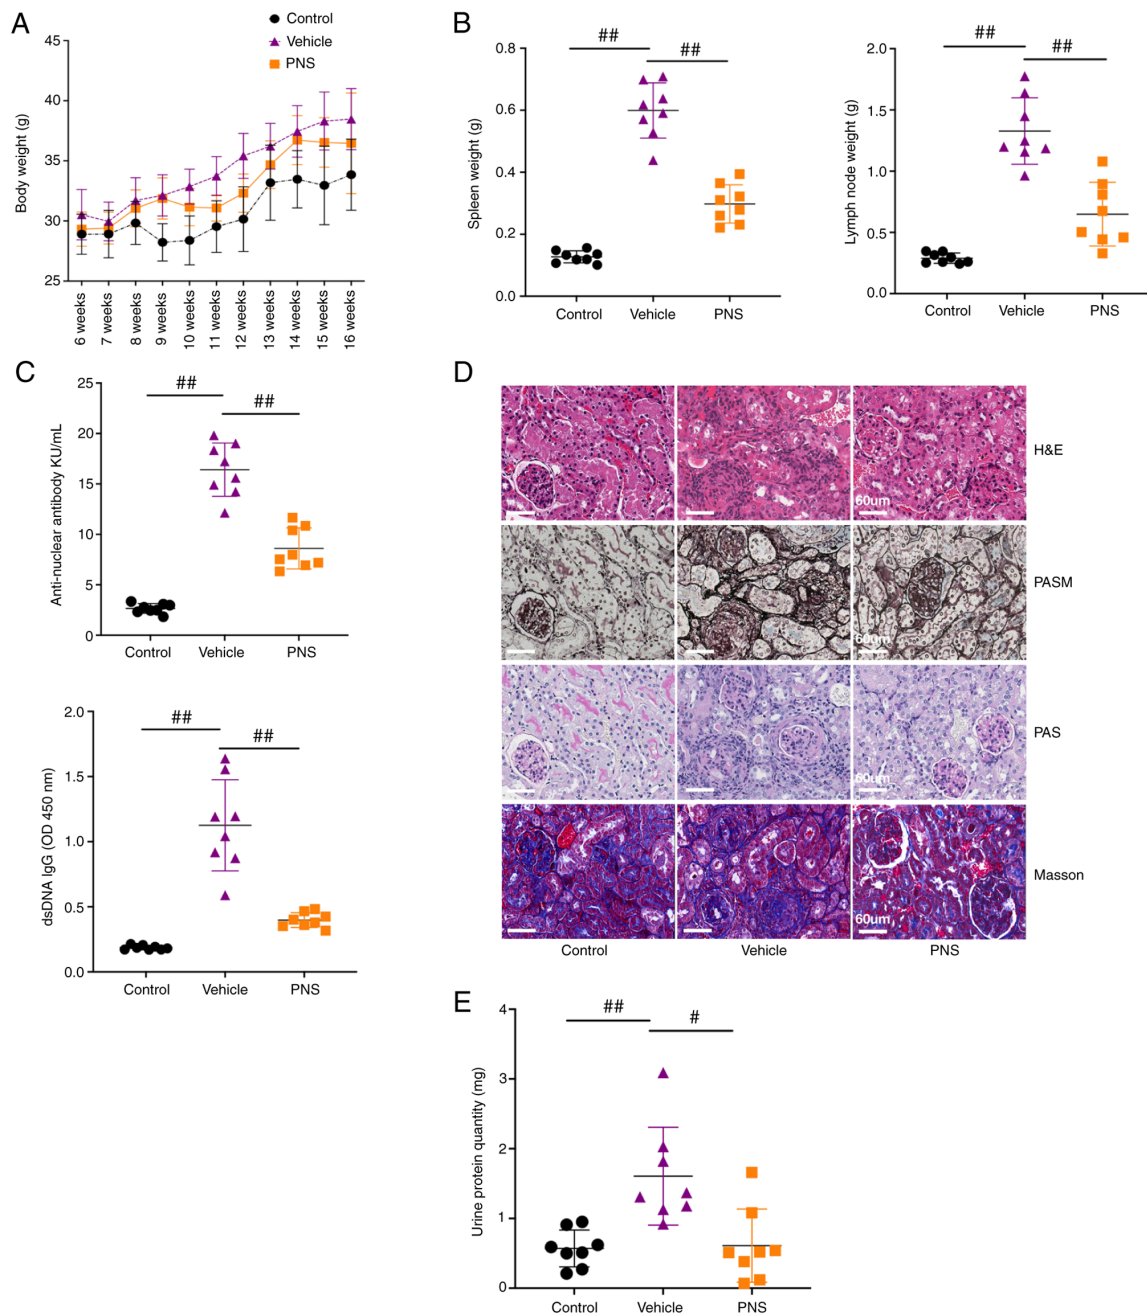 A
Control
Vehicle
PNS
Body weight (g)
45
40
35
30
25
6 weeks
7 weeks
8 weeks
9 weeks
10 weeks
11 weeks
12 weeks
13 weeks
14 weeks
15 weeks
16 weeks
B
Spleen weight (g)
0.8
0.6
0.4
0.2
0.0
##
##
Control Vehicle PNS
Lymph node weight (g)
2.0
1.5
1.0
0.5
0.0
##
##
Control Vehicle PNS
C
Anti-nuclear antibody KU/mL
25
20
15
10
5
0
##
##
Control Vehicle PNS
dsDNA IgG (OD 450 nm)
2.0
1.5
1.0
0.5
0.0
##
##
Control Vehicle PNS
D
H&E
60um
PASM
60um
PAS
60um
Masson
60um
Control Vehicle PNS
E
Urine protein quantity (mg)
4
3
2
1
0
##
#
Control Vehicle PNS